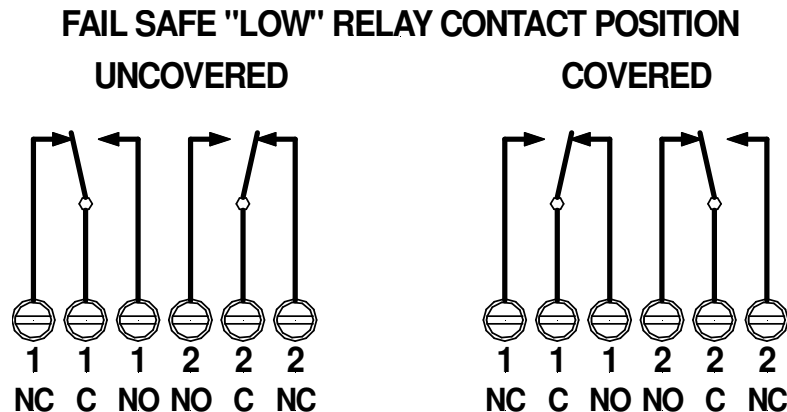 FAIL SAFE "LOW" RELAY CONTACT POSITION
UNCOVERED COVERED
1 1 1 2 2 2 1 1 1 2 2 2
NC C NO NO C NC NC C NO NO C NC